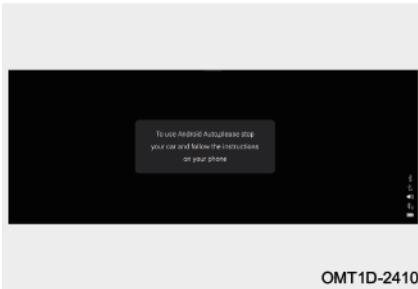 To use Android Auto,please stop
your car and follow the instructions
on your phone
OMT1D-2410